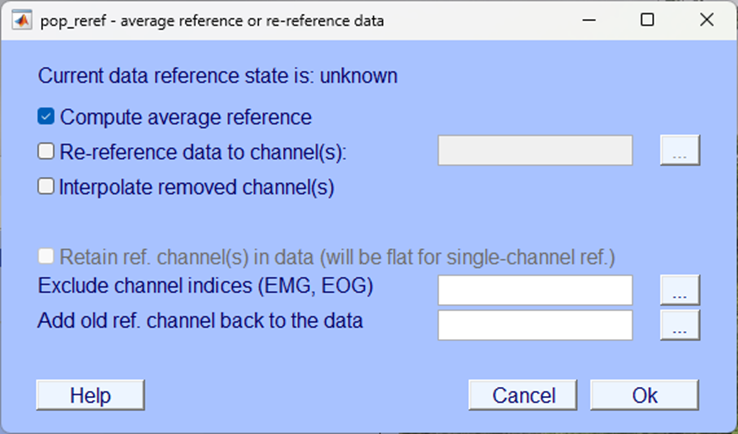 pop_reref - average reference or re-reference data
Current data reference state is: unknown
Compute average reference
Re-reference data to channel(s):
...
Interpolate removed channel(s)
Retain ref. channel(s) in data (will be flat for single-channel ref.)
Exclude channel indices (EMG, EOG)
...
Add old ref. channel back to the data
...
Help
Cancel
Ok